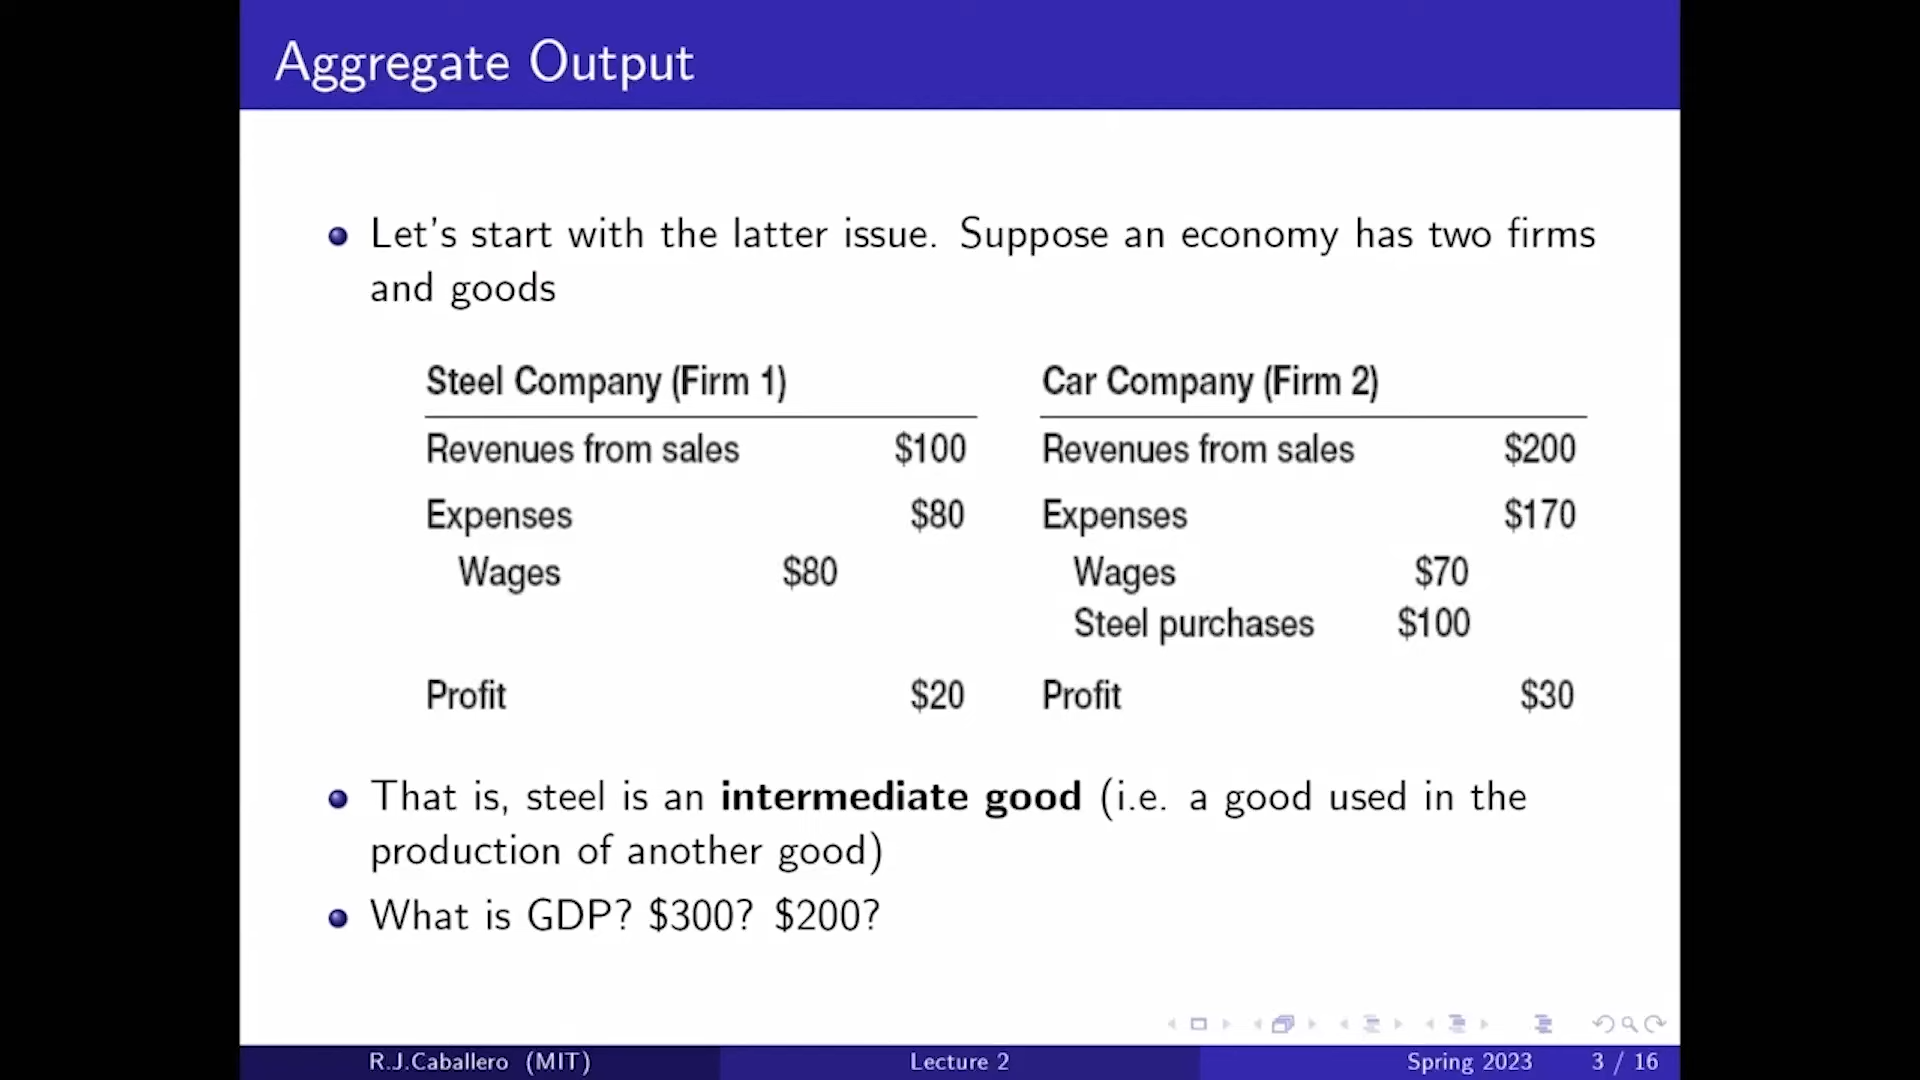 Aggregate Output
Let's start with the latter issue. Suppose an economy has two firms
and goods
Steel Company (Firm 1)
Revenues from sales $100
Expenses $80
Wages $80
Profit $20
Car Company (Firm 2)
Revenues from sales $200
Expenses $170
Wages $70
Steel purchases $100
Profit $30
That is, steel is an intermediate good (i.e. a good used in the
production of another good)
What is GDP? $300? $200?
R.J.Caballero (MIT) Lecture 2 Spring 2023 3 / 16